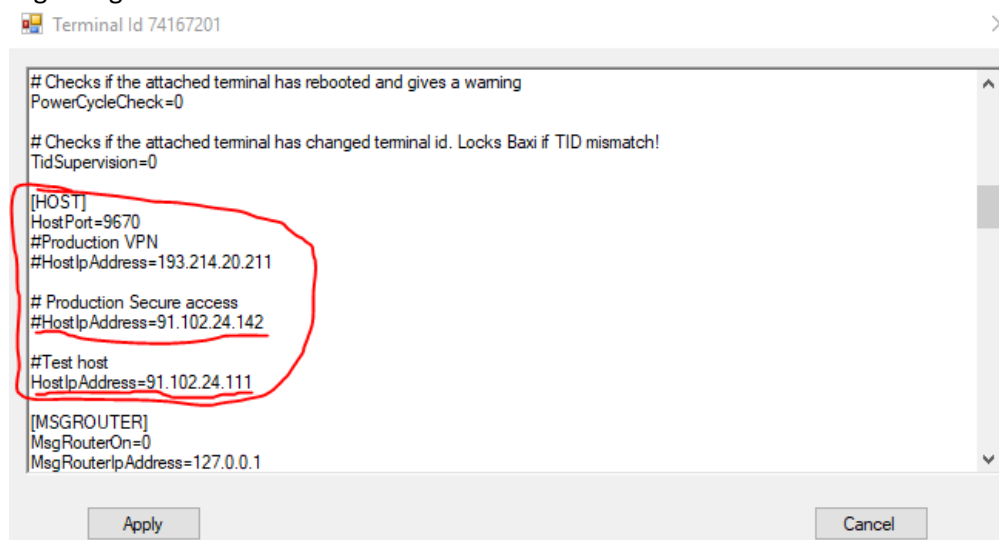 Terminal Id 74167201
# Checks if the attached terminal has rebooted and gives a warning
PowerCycleCheck=0
# Checks if the attached terminal has changed terminal id. Locks Baxi if TID mismatch!
TidSupervision=0
[HOST]
HostPort=9670
#Production VPN
#HostIpAddress=193.214.20.211
# Production Secure access
#HostIpAddress=91.102.24.142
#Test host
HostIpAddress=91.102.24.111
[MSGROUTER]
MsgRouterOn=0
MsgRouterIpAddress=127.0.0.1
Apply
Cancel